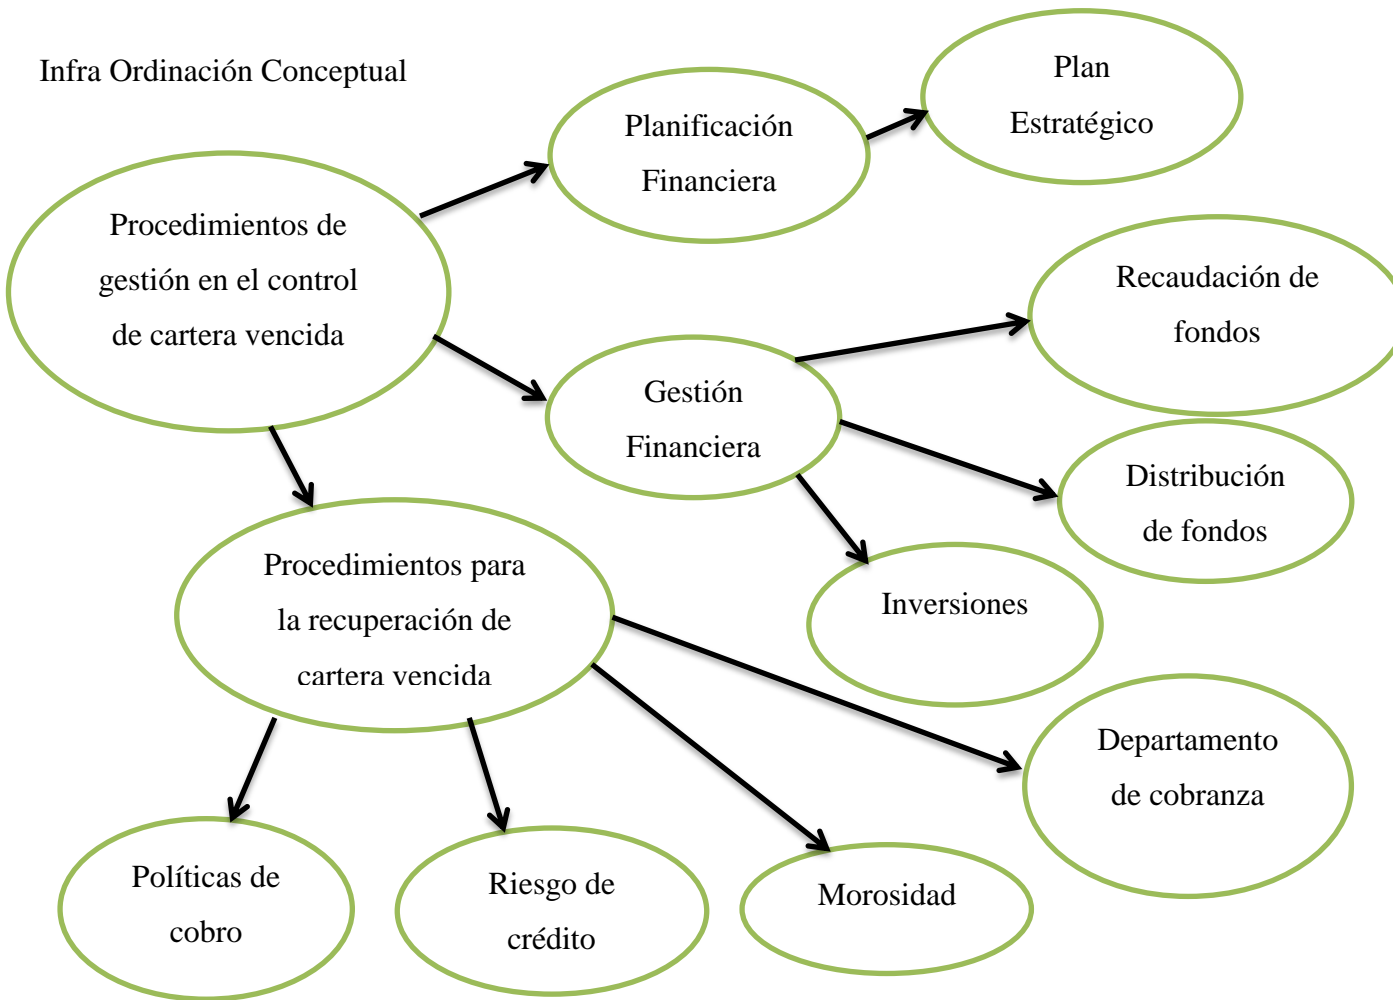 Infra Ordinación Conceptual
Plan
Estratégico
Planificación
Financiera
Procedimientos de
gestión en el control
de cartera vencida
Recaudación de
fondos
Gestión
Financiera
Distribución
de fondos
Inversiones
Procedimientos para
la recuperación de
cartera vencida
Departamento
de cobranza
Políticas de
cobro
Riesgo de
crédito
Morosidad